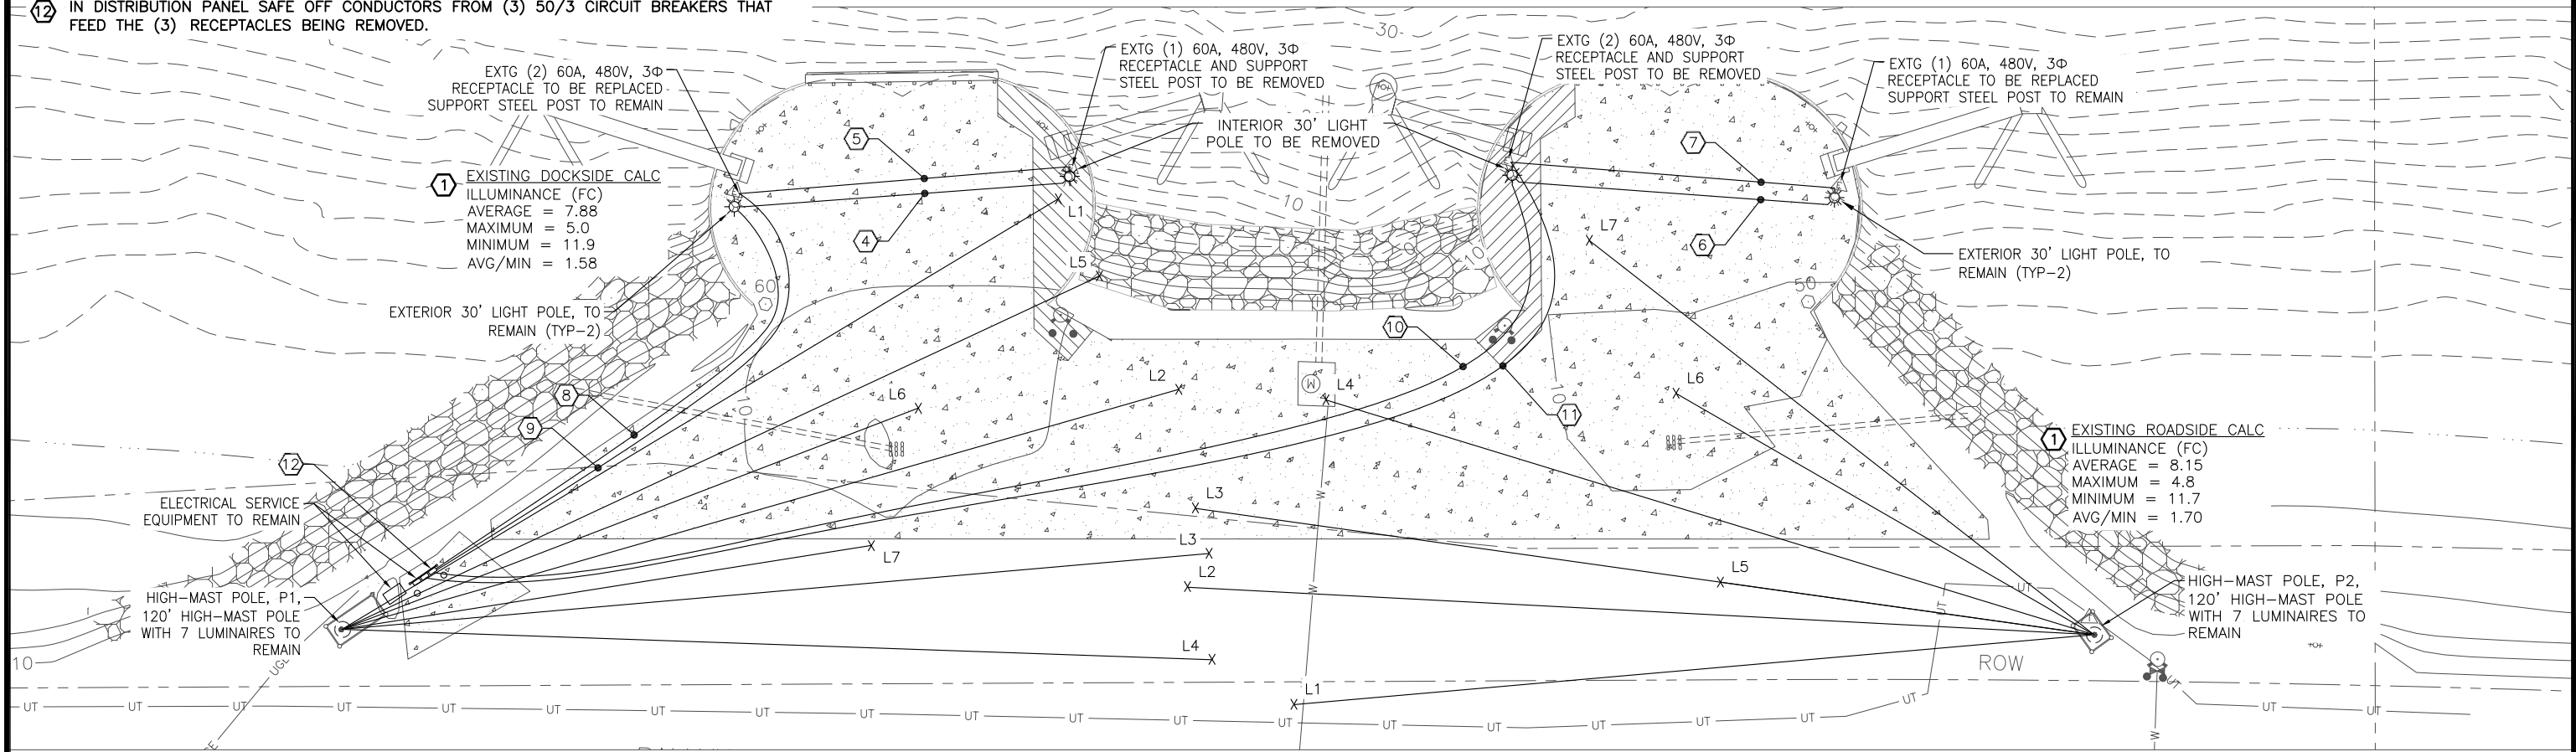 12 IN DISTRIBUTION PANEL SAFE OFF CONDUCTORS FROM (3) 50/3 CIRCUIT BREAKERS THAT
FEED THE (3) RECEPTACLES BEING REMOVED.
30
EXTG (2) 60A, 480V, 3Φ
RECEPTACLE TO BE REPLACED
SUPPORT STEEL POST TO REMAIN
EXTG (1) 60A, 480V, 3Φ
RECEPTACLE AND SUPPORT
STEEL POST TO BE REMOVED
EXTG (2) 60A, 480V, 3Φ
RECEPTACLE AND SUPPORT
STEEL POST TO BE REMOVED
EXTG (1) 60A, 480V, 3Φ
RECEPTACLE TO BE REPLACED
SUPPORT STEEL POST TO REMAIN
INTERIOR 30' LIGHT
POLE TO BE REMOVED
5
7
1 EXISTING DOCKSIDE CALC
ILLUMINANCE (FC)
AVERAGE = 7.88
MAXIMUM = 5.0
MINIMUM = 11.9
AVG/MIN = 1.58
4
L1
10
L7
6
L5
0
10
EXTERIOR 30' LIGHT POLE, TO
REMAIN (TYP-2)
60
50
EXTERIOR 30' LIGHT POLE, TO
REMAIN (TYP-2)
10
8
L6
L2
M
L4
L6
10
10
11
9
1 EXISTING ROADSIDE CALC
ILLUMINANCE (FC)
AVERAGE = 8.15
MAXIMUM = 4.8
MINIMUM = 11.7
AVG/MIN = 1.70
12
ELECTRICAL SERVICE
EQUIPMENT TO REMAIN
L3
W
L3
L7
L2
L5
W
UT
UT
HIGH-MAST POLE, P1,
120' HIGH-MAST POLE
WITH 7 LUMINAIRES TO
REMAIN
HIGH-MAST POLE, P2,
120' HIGH-MAST POLE
WITH 7 LUMINAIRES TO
REMAIN
10
UGE
L4
ROW
L1
UT
UT UT UT UT UT UT UT UT UT UT UT UT UT UT UT UT UT UT UT UT UT
W